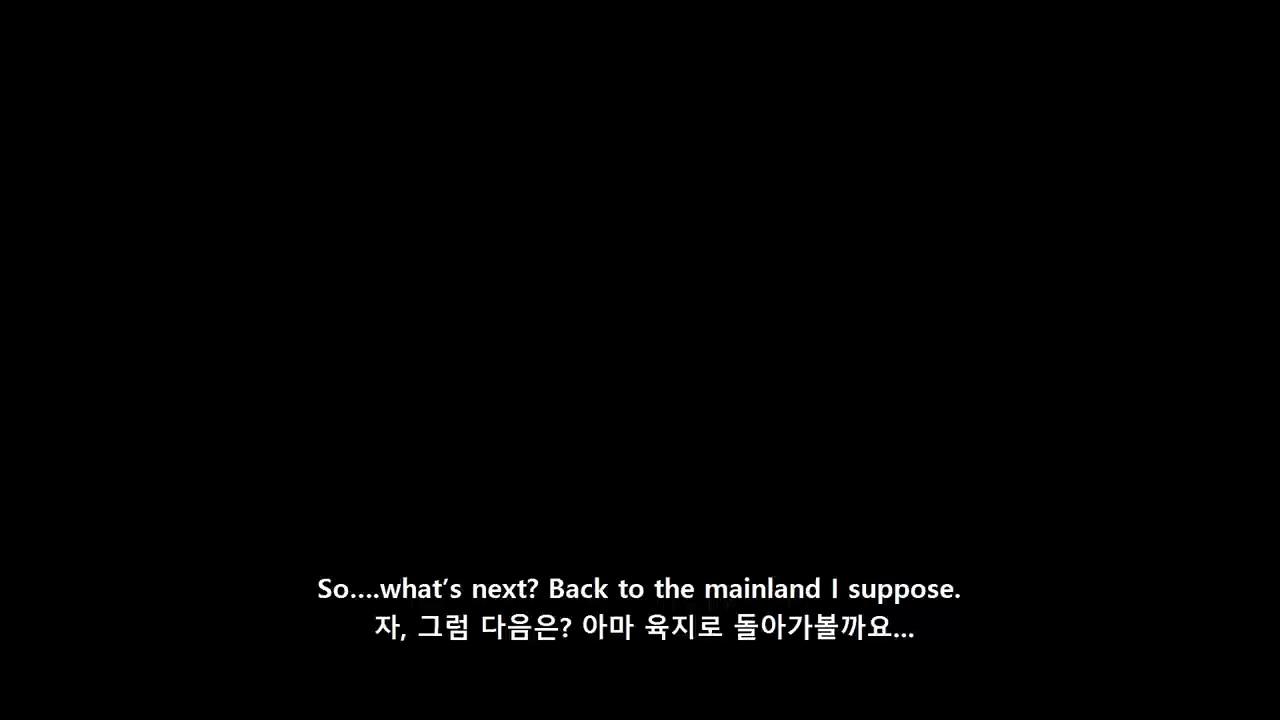 So....what's next? Back to the mainland I suppose.
자, 그럼 다음은? 아마 육지로 돌아가볼까요...